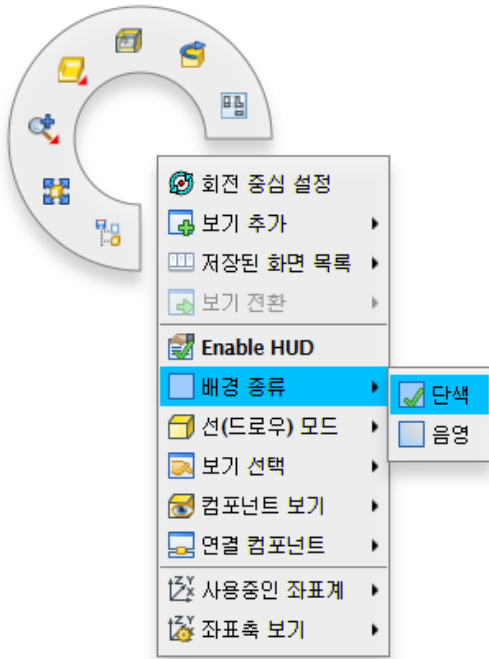 회전 중심 설정
보기 추가
저장된 화면 목록
보기 전환
Enable HUD
배경 종류
단색
선(드로우) 모드
음영
보기 선택
컴포넌트 보기
연결 컴포넌트
사용중인 좌표계
좌표축 보기